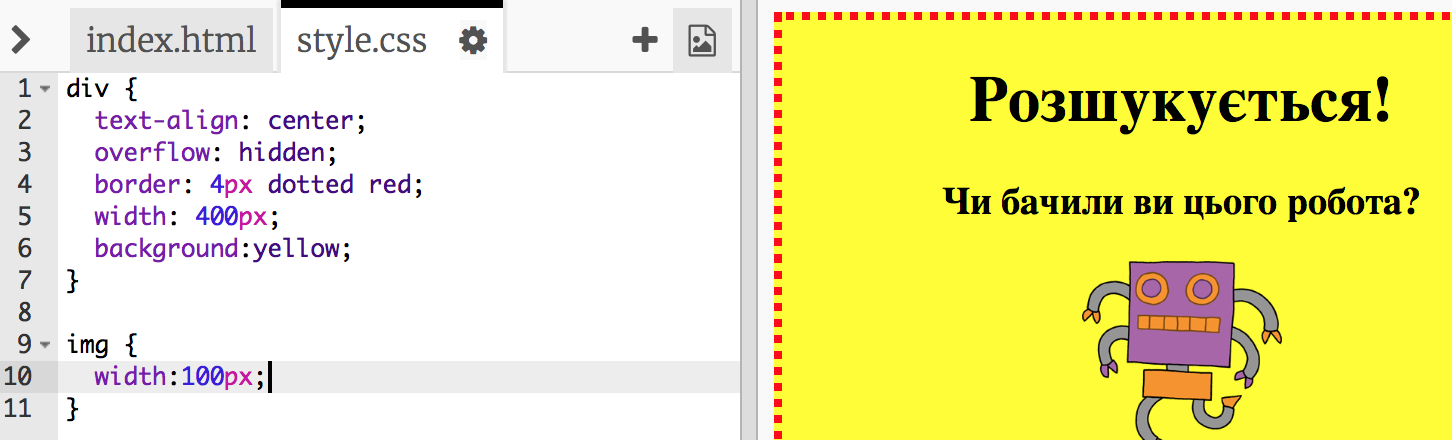 index.html style.css
1 div {
2 text-align: center;
3 overflow: hidden;
4 border: 4px dotted red;
5 width: 400px;
6 background:yellow;
7 }
8
9 img {
10 width:100px;
11 }
Розшукується!
Чи бачили ви цього робота?